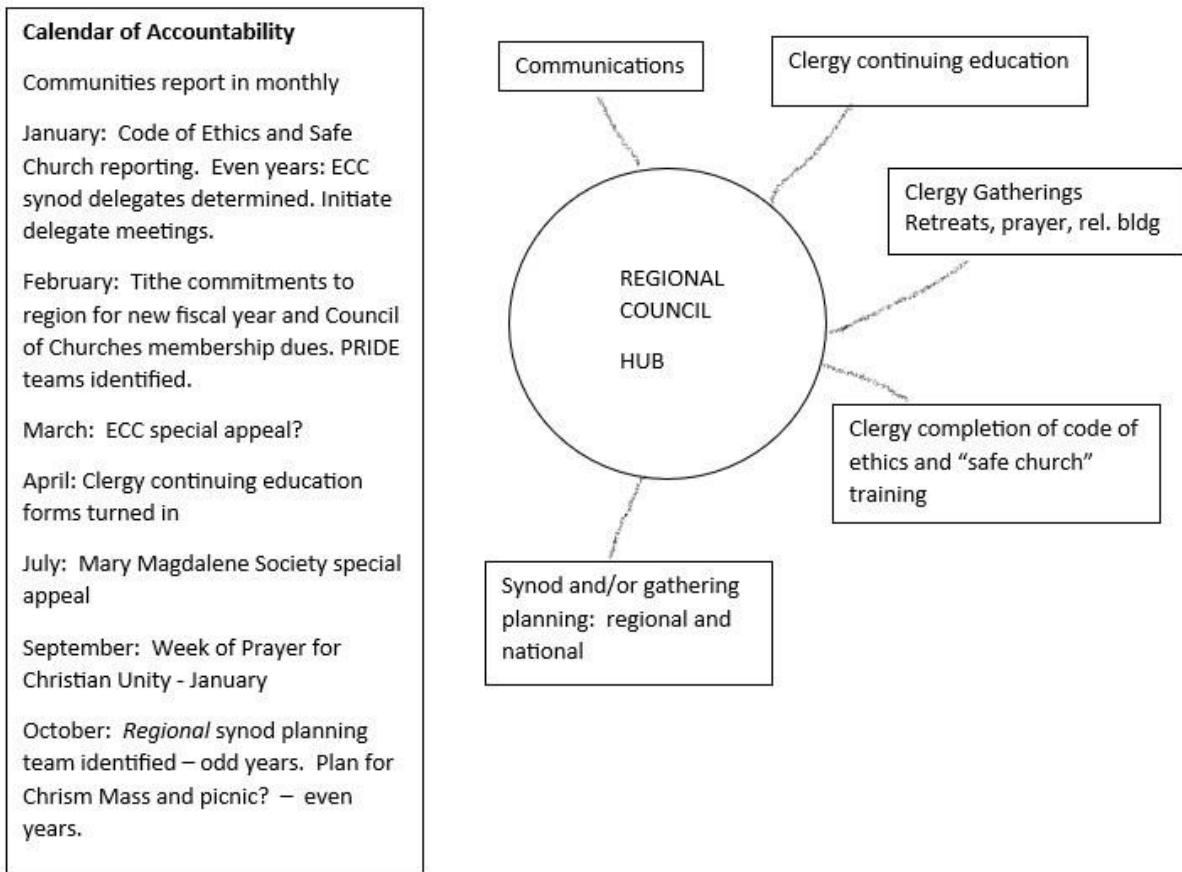 Calendar of Accountability
Communities report in monthly
January:  Code of Ethics and Safe
Church reporting.  Even years: ECC
synod delegates determined. Initiate
delegate meetings.
February:  Tithe commitments to
region for new fiscal year and Council
of Churches membership dues. PRIDE
teams identified.
March:  ECC special appeal?
April: Clergy continuing education
forms turned in
July:  Mary Magdalene Society special
appeal
September:  Week of Prayer for
Christian Unity - January
October:  Regional synod planning
team identified – odd years.  Plan for
Chrism Mass and picnic?  – even
years.
Communications
Clergy continuing education
Clergy Gatherings
Retreats, prayer, rel. bldg
REGIONAL
COUNCIL
HUB
Clergy completion of code of
ethics and “safe church”
training
Synod and/or gathering
planning:  regional and
national